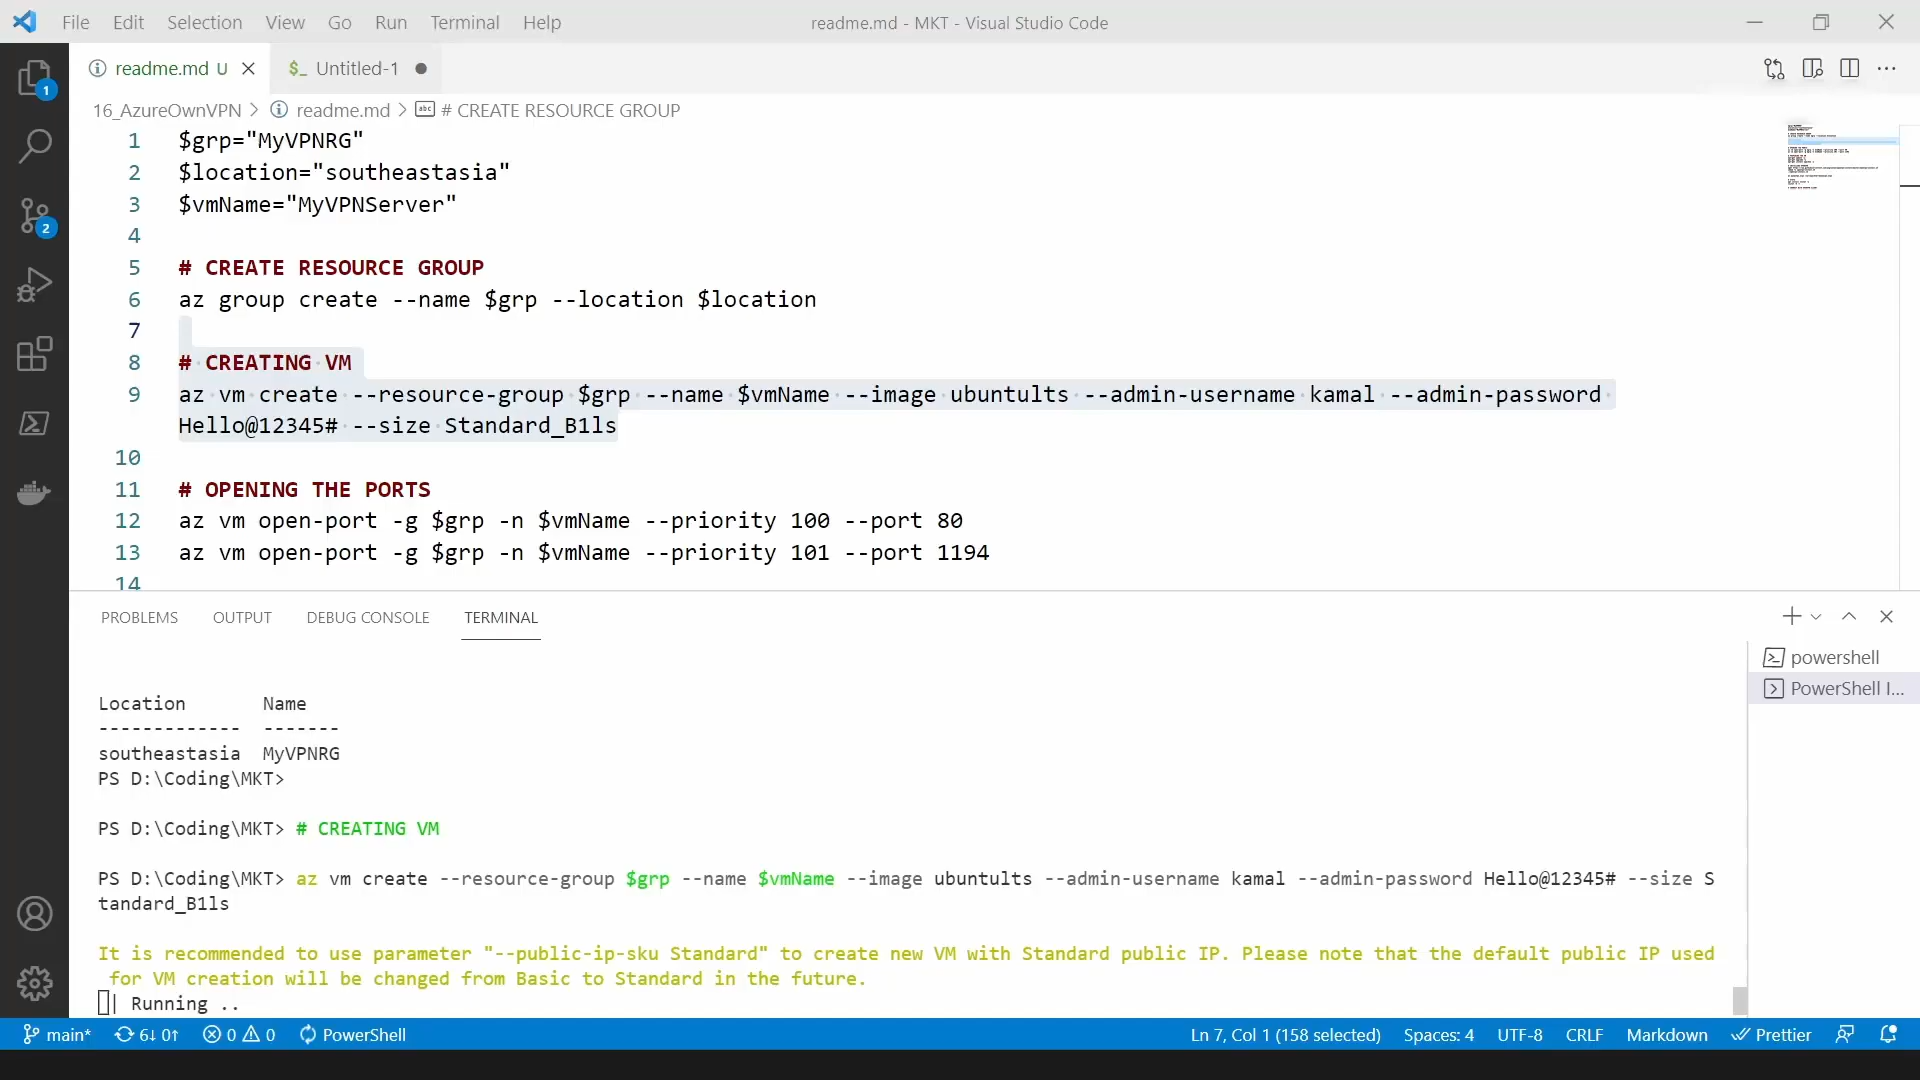 File Edit Selection View Go Run Terminal Help
readme.md - MKT - Visual Studio Code
readme.md U
$_ Untitled-1
16_AzureOwnVPN > readme.md > abc # CREATE RESOURCE GROUP
1 $grp="MyVPNRG"
2 $location="southeastasia"
3 $vmName="MyVPNServer"
4
5 # CREATE RESOURCE GROUP
6 az group create --name $grp --location $location
7
8 # CREATING VM
9 az vm create --resource-group $grp --name $vmName --image ubuntults --admin-username kamal --admin-password
Hello@12345# --size Standard_B1ls
10
11 # OPENING THE PORTS
12 az vm open-port -g $grp -n $vmName --priority 100 --port 80
13 az vm open-port -g $grp -n $vmName --priority 101 --port 1194
14
1
2
PROBLEMS OUTPUT DEBUG CONSOLE TERMINAL
powershell
PowerShell I...
Location Name
------------- -------
southeastasia MyVPNRG
PS D:\Coding\MKT>
PS D:\Coding\MKT> # CREATING VM
PS D:\Coding\MKT> az vm create --resource-group $grp --name $vmName --image ubuntults --admin-username kamal --admin-password Hello@12345# --size S
tandard_B1ls
It is recommended to use parameter "--public-ip-sku Standard" to create new VM with Standard public IP. Please note that the default public IP used
for VM creation will be changed from Basic to Standard in the future.
| Running ..
main* 6↓ 0↑ 0 0 PowerShell
Ln 7, Col 1 (158 selected) Spaces: 4 UTF-8 CRLF Markdown Prettier